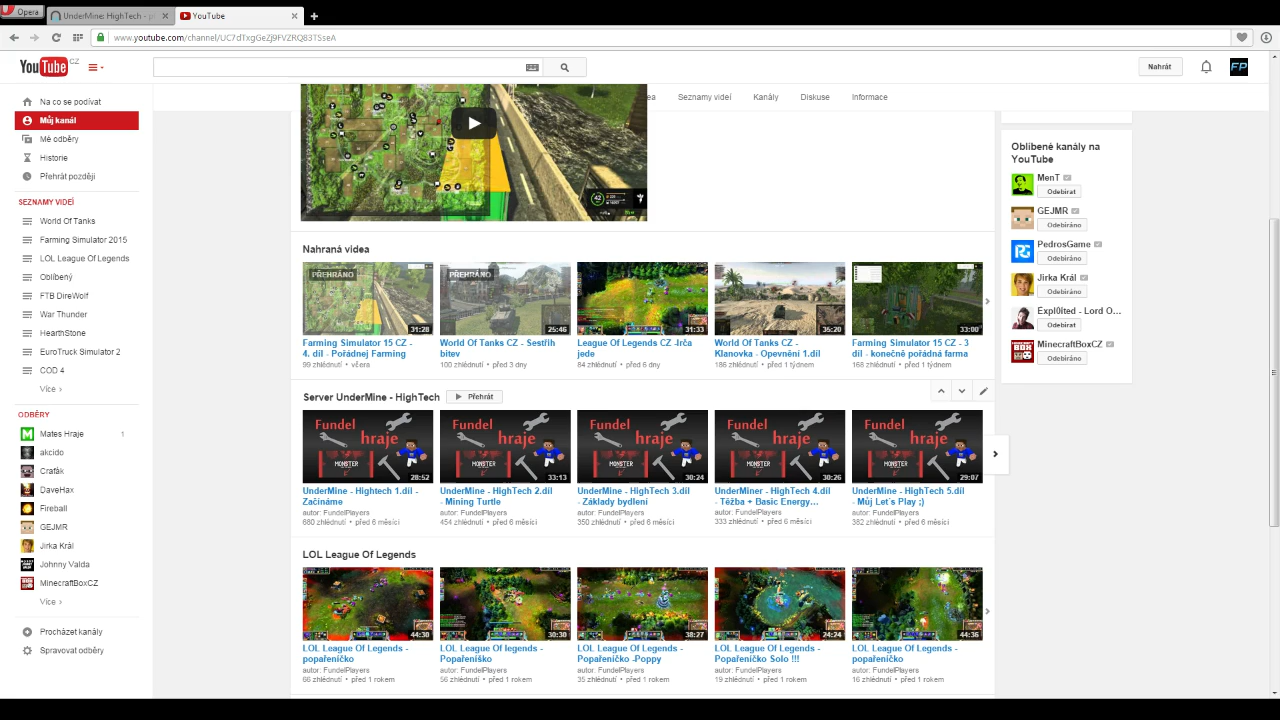 Opera
UnderMine: HighTech - p
YouTube
www.youtube.com/channel/UC7dTxgGeZj9FVZRQ83TSseA
YouTube CZ
Nahrát
FP
Seznamy videí
Kanály
Diskuse
Informace
Na co se podívat
Můj kanál
Mé odběry
Historie
Přehrát později
SEZNAMY VIDEÍ
World Of Tanks
Farming Simulator 2015
LOL League Of Legends
Oblíbený
FTB DireWolf
War Thunder
HearthStone
EuroTruck Simulator 2
COD 4
Více ›
ODBĚRY
Mates Hraje 1
akcido
Crafák
DaveHax
Fireball
GEJMR
Jirka Král
Johnny Valda
MinecraftBoxCZ
Více ›
Procházet kanály
Spravovat odběry
42
Nahraná videa
PŘEHRÁNO
31:28
Farming Simulator 15 CZ -
4. díl - Pořádnej Farming
99 zhlédnutí • včera
PŘEHRÁNO
25:46
World Of Tanks CZ - Sestřih
bitev
100 zhlédnutí • před 3 dny
31:33
League Of Legends CZ -Irča
jede
84 zhlédnutí • před 6 dny
35:20
World Of Tanks CZ -
Klanovka - Opevnění 1.díl
186 zhlédnutí • před 1 týdnem
33:00
Farming Simulator 15 CZ - 3
díl - konečně pořádná farma
168 zhlédnutí • před 1 týdnem
Server UnderMine - HighTech
Přehrát
Fundel
hraje
MONSTER
28:52
UnderMine - Hightech 1.díl -
Začínáme
autor: FundelPlayers
680 zhlédnutí • před 6 měsíci
Fundel
hraje
MONSTER
33:13
UnderMine - HighTech 2.díl
- Mining Turtle
autor: FundelPlayers
454 zhlédnutí • před 6 měsíci
Fundel
hraje
MONSTER
30:24
UnderMine - HighTech 3.díl
- Základy bydlení
autor: FundelPlayers
350 zhlédnutí • před 6 měsíci
Fundel
hraje
MONSTER
30:26
UnderMiner - HighTech 4.díl
- Těžba + Basic Energy...
autor: FundelPlayers
333 zhlédnutí • před 6 měsíci
Fundel
hraje
MONSTER
29:07
UnderMine - HighTech 5.díl
- Můj Let´s Play ;)
autor: FundelPlayers
382 zhlédnutí • před 6 měsíci
LOL League Of Legends
44:30
LOL League Of Legends -
popařeníčko
autor: FundelPlayers
66 zhlédnutí • před 1 rokem
30:30
LOL League Of legends -
Popařeníško
autor: FundelPlayers
56 zhlédnutí • před 1 rokem
38:27
LOL League Of Legends -
Popařeníčko -Poppy
autor: FundelPlayers
35 zhlédnutí • před 1 rokem
24:24
LOL League Of Legends -
Popařeníčko Solo !!!
autor: FundelPlayers
19 zhlédnutí • před 1 rokem
44:36
LOL League Of Legends -
popařeníčko
autor: FundelPlayers
16 zhlédnutí • před 1 rokem
Oblíbené kanály na
YouTube
MenT
Odebírat
GEJMR
Odebíráno
PedrosGame
Odebíráno
Jirka Král
Odebíráno
Expl0Ited - Lord O...
Odebírat
MinecraftBoxCZ
Odebíráno